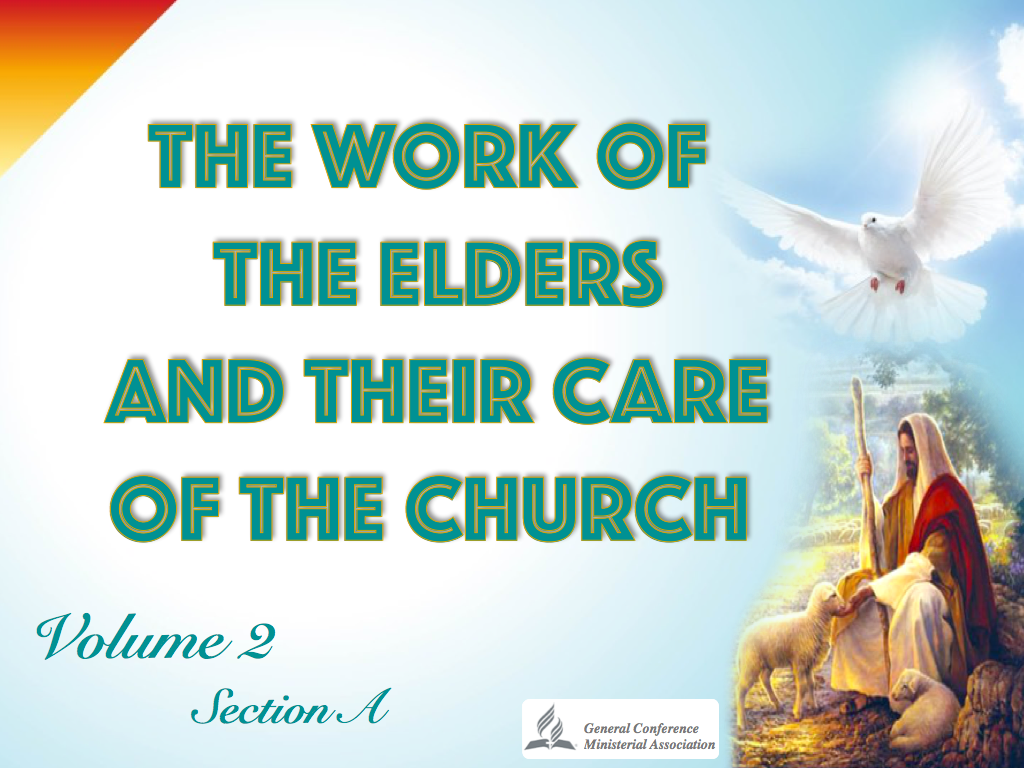 THE WORK OF
THE ELDERS
AND THEIR CARE
OF THE CHURCH
Volume 2
Section A
General Conference
Ministerial Association